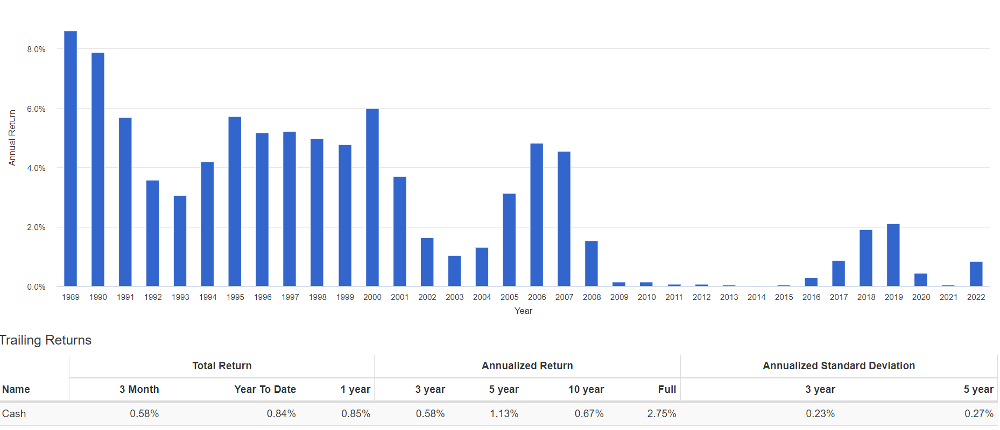 8.0%
6.0%
4.0%
2.0%
0.0%
Annual Return
1989 1990 1991 1992 1993 1994 1995 1996 1997 1998 1999 2000 2001 2002 2003 2004 2005 2006 2007 2008 2009 2010 2011 2012 2013 2014 2015 2016 2017 2018 2019 2020 2021 2022
Year
Trailing Returns
Total Return Annualized Return Annualized Standard Deviation
Name 3 Month Year To Date 1 year 3 year 5 year 10 year Full 3 year 5 year
Cash 0.58% 0.84% 0.85% 0.58% 1.13% 0.67% 2.75% 0.23% 0.27%